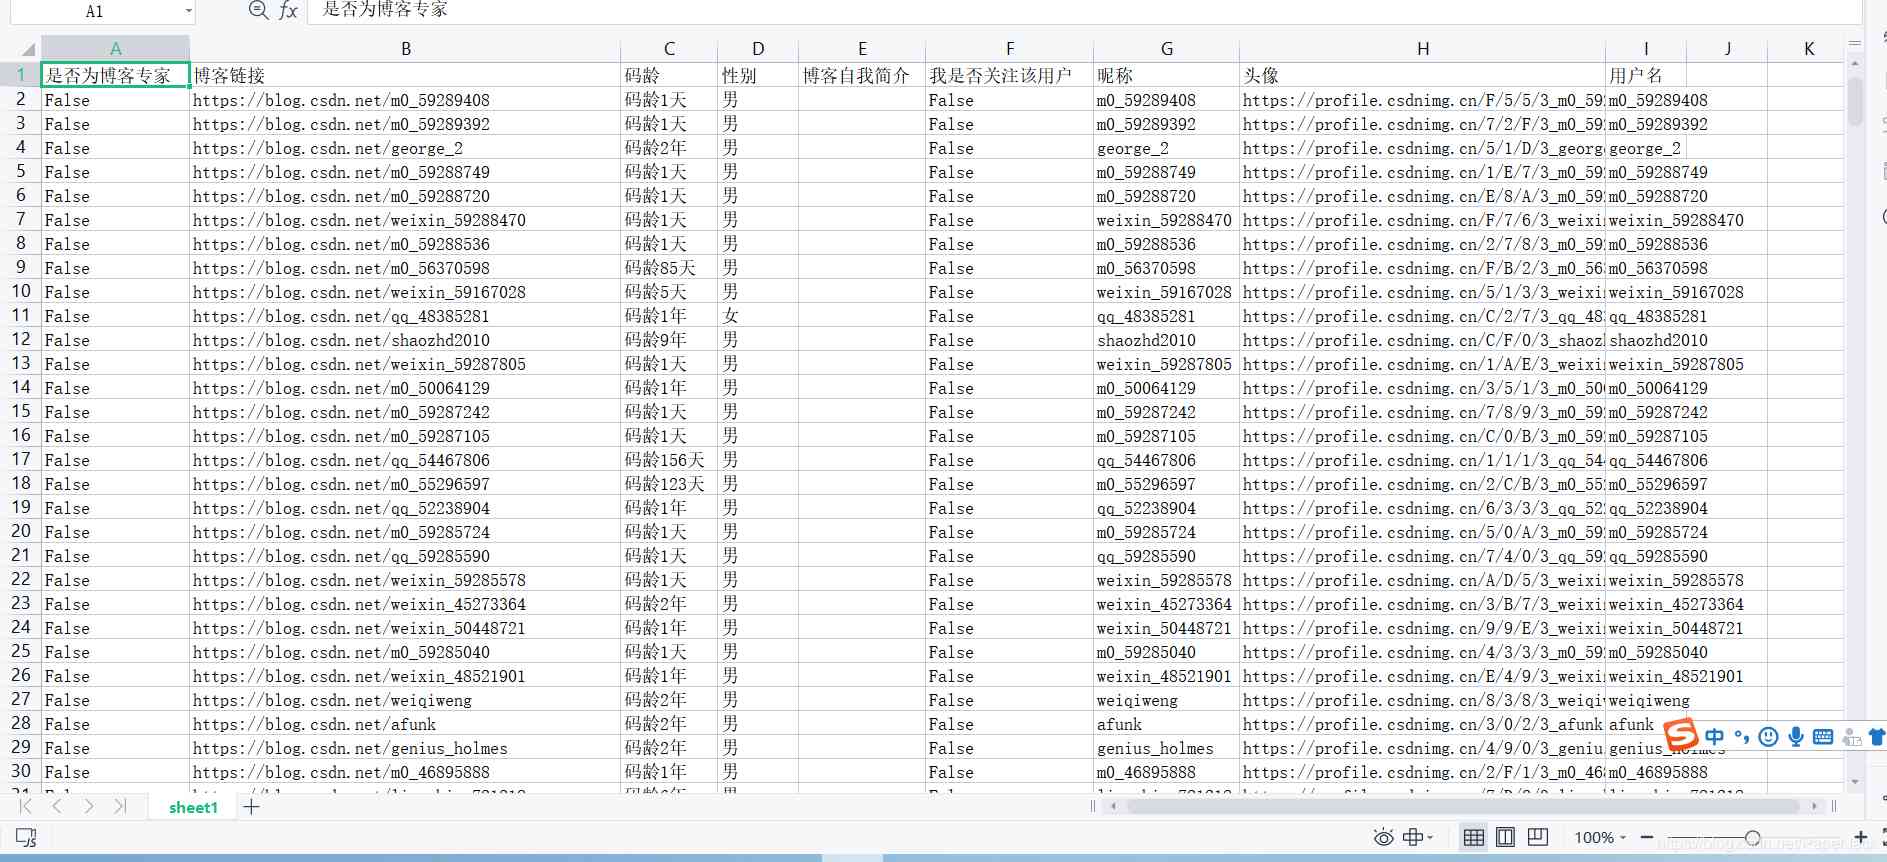 A1 fx 是否为博客专家
A B C D E F G H I J K
1 是否为博客专家 博客链接 码龄 性别 博客自我简介 我是否关注该用户 昵称 头像 用户名
2 False https://blog.csdn.net/m0_59289408 码龄1天 男 False m0_59289408 https://profile.csdnimg.cn/F/5/5/3_m0_592 m0_59289408
3 False https://blog.csdn.net/m0_59289392 码龄1天 男 False m0_59289392 https://profile.csdnimg.cn/7/2/F/3_m0_592 m0_59289392
4 False https://blog.csdn.net/george_2 码龄2年 男 False george_2 https://profile.csdnimg.cn/5/1/D/3_george george_2
5 False https://blog.csdn.net/m0_59288749 码龄1天 男 False m0_59288749 https://profile.csdnimg.cn/1/E/7/3_m0_592 m0_59288749
6 False https://blog.csdn.net/m0_59288720 码龄1天 男 False m0_59288720 https://profile.csdnimg.cn/E/8/A/3_m0_592 m0_59288720
7 False https://blog.csdn.net/weixin_59288470 码龄1天 男 False weixin_59288470 https://profile.csdnimg.cn/F/7/6/3_weixin weixin_59288470
8 False https://blog.csdn.net/m0_59288536 码龄1天 男 False m0_59288536 https://profile.csdnimg.cn/2/7/8/3_m0_592 m0_59288536
9 False https://blog.csdn.net/m0_56370598 码龄85天 男 False m0_56370598 https://profile.csdnimg.cn/F/B/2/3_m0_563 m0_56370598
10 False https://blog.csdn.net/weixin_59167028 码龄5天 男 False weixin_59167028 https://profile.csdnimg.cn/5/1/3/3_weixin weixin_59167028
11 False https://blog.csdn.net/qq_48385281 码龄1年 女 False qq_48385281 https://profile.csdnimg.cn/C/2/7/3_qq_483 qq_48385281
12 False https://blog.csdn.net/shaozhd2010 码龄9年 男 False shaozhd2010 https://profile.csdnimg.cn/C/F/0/3_shaozh shaozhd2010
13 False https://blog.csdn.net/weixin_59287805 码龄1天 男 False weixin_59287805 https://profile.csdnimg.cn/1/A/E/3_weixin weixin_59287805
14 False https://blog.csdn.net/m0_50064129 码龄1年 男 False m0_50064129 https://profile.csdnimg.cn/3/5/1/3_m0_500 m0_50064129
15 False https://blog.csdn.net/m0_59287242 码龄1天 男 False m0_59287242 https://profile.csdnimg.cn/7/8/9/3_m0_592 m0_59287242
16 False https://blog.csdn.net/m0_59287105 码龄1天 男 False m0_59287105 https://profile.csdnimg.cn/C/0/B/3_m0_592 m0_59287105
17 False https://blog.csdn.net/qq_54467806 码龄156天 男 False qq_54467806 https://profile.csdnimg.cn/1/1/1/3_qq_544 qq_54467806
18 False https://blog.csdn.net/m0_55296597 码龄123天 男 False m0_55296597 https://profile.csdnimg.cn/2/C/B/3_m0_552 m0_55296597
19 False https://blog.csdn.net/qq_52238904 码龄1年 男 False qq_52238904 https://profile.csdnimg.cn/6/3/3/3_qq_522 qq_52238904
20 False https://blog.csdn.net/m0_59285724 码龄1天 男 False m0_59285724 https://profile.csdnimg.cn/5/0/A/3_m0_592 m0_59285724
21 False https://blog.csdn.net/qq_59285590 码龄1天 男 False qq_59285590 https://profile.csdnimg.cn/7/4/0/3_qq_592 qq_59285590
22 False https://blog.csdn.net/weixin_59285578 码龄1天 男 False weixin_59285578 https://profile.csdnimg.cn/A/D/5/3_weixin weixin_59285578
23 False https://blog.csdn.net/weixin_45273364 码龄2年 男 False weixin_45273364 https://profile.csdnimg.cn/3/B/7/3_weixin weixin_45273364
24 False https://blog.csdn.net/weixin_50448721 码龄1年 男 False weixin_50448721 https://profile.csdnimg.cn/9/9/E/3_weixin weixin_50448721
25 False https://blog.csdn.net/m0_59285040 码龄1天 男 False m0_59285040 https://profile.csdnimg.cn/4/3/3/3_m0_592 m0_59285040
26 False https://blog.csdn.net/weixin_48521901 码龄1年 男 False weixin_48521901 https://profile.csdnimg.cn/E/4/9/3_weixin weixin_48521901
27 False https://blog.csdn.net/weiqiweng 码龄2年 男 False weiqiweng https://profile.csdnimg.cn/8/3/8/3_weiqiw weiqiweng
28 False https://blog.csdn.net/afunk 码龄2年 男 False afunk https://profile.csdnimg.cn/3/0/2/3_afunk afunk
29 False https://blog.csdn.net/genius_holmes 码龄2年 男 False genius_holmes https://profile.csdnimg.cn/4/9/0/3_geniu genius_holmes
30 False https://blog.csdn.net/m0_46895888 码龄1年 男 False m0_46895888 https://profile.csdnimg.cn/2/F/1/3_m0_468 m0_46895888
中
sheet1
100%